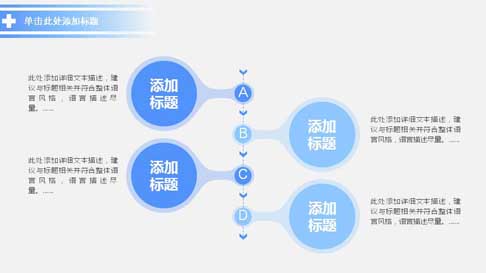 单击此处添加标题
此处添加详细文本描述，建
议与标题相关并符合整体语
言风格，语言描述尽
量。……
添加
标题
A
B
添加
标题
此处添加详细文本描述，建
议与标题相关并符合整体语
言风格，语言描述尽量。……
此处添加详细文本描述，建
议与标题相关并符合整体语
言风格，语言描述尽
量。……
添加
标题
C
D
添加
标题
此处添加详细文本描述，建
议与标题相关并符合整体语
言风格，语言描述尽量。……